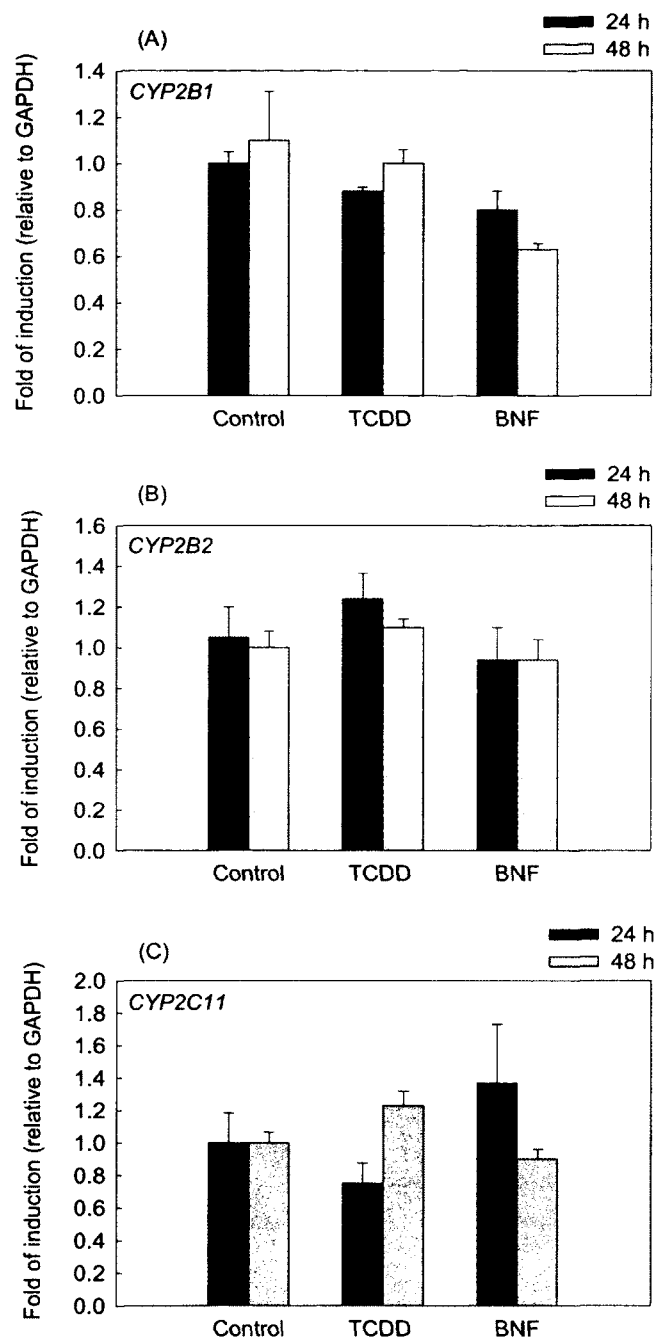 (A)
24 h
48 h
CYP2B1
Fold of induction (relative to GAPDH)
1.4
1.2
1.0
0.8
0.6
0.4
0.2
0.0
Control TCDD BNF
(B)
24 h
48 h
CYP2B2
Fold of induction (relative to GAPDH)
1.6
1.4
1.2
1.0
0.8
0.6
0.4
0.2
0.0
Control TCDD BNF
(C)
24 h
48 h
CYP2C11
Fold of induction (relative to GAPDH)
2.0
1.8
1.6
1.4
1.2
1.0
0.8
0.6
0.4
0.2
0.0
Control TCDD BNF